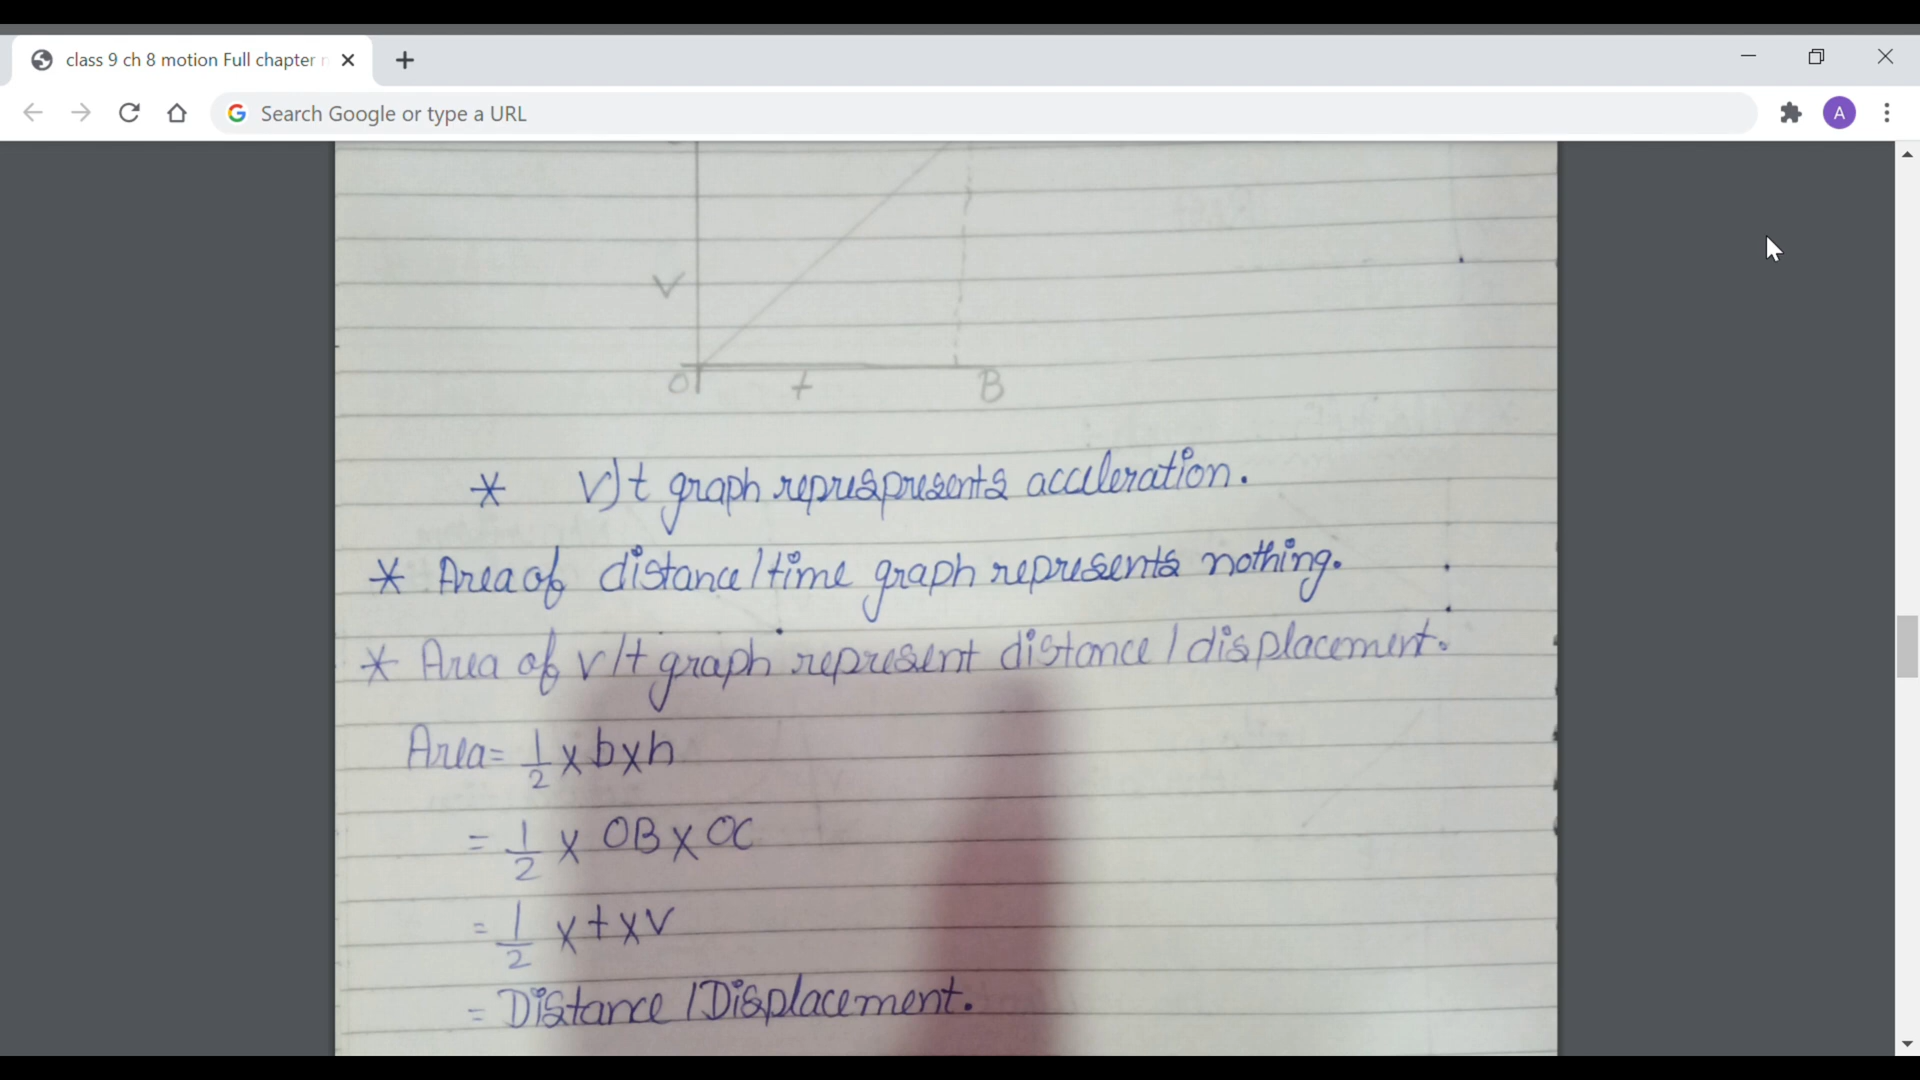 class 9 ch 8 motion Full chapter
Search Google or type a URL
A
V
O t B
* V)t graph represpresents acceleration.
* Area of distance/time graph represents nothing.
* Area of v/t graph represent distance / displacement.
Area= 1/2 x b x h
= 1/2 x OB x OC
= 1/2 x t x v
= Distance /Displacement.